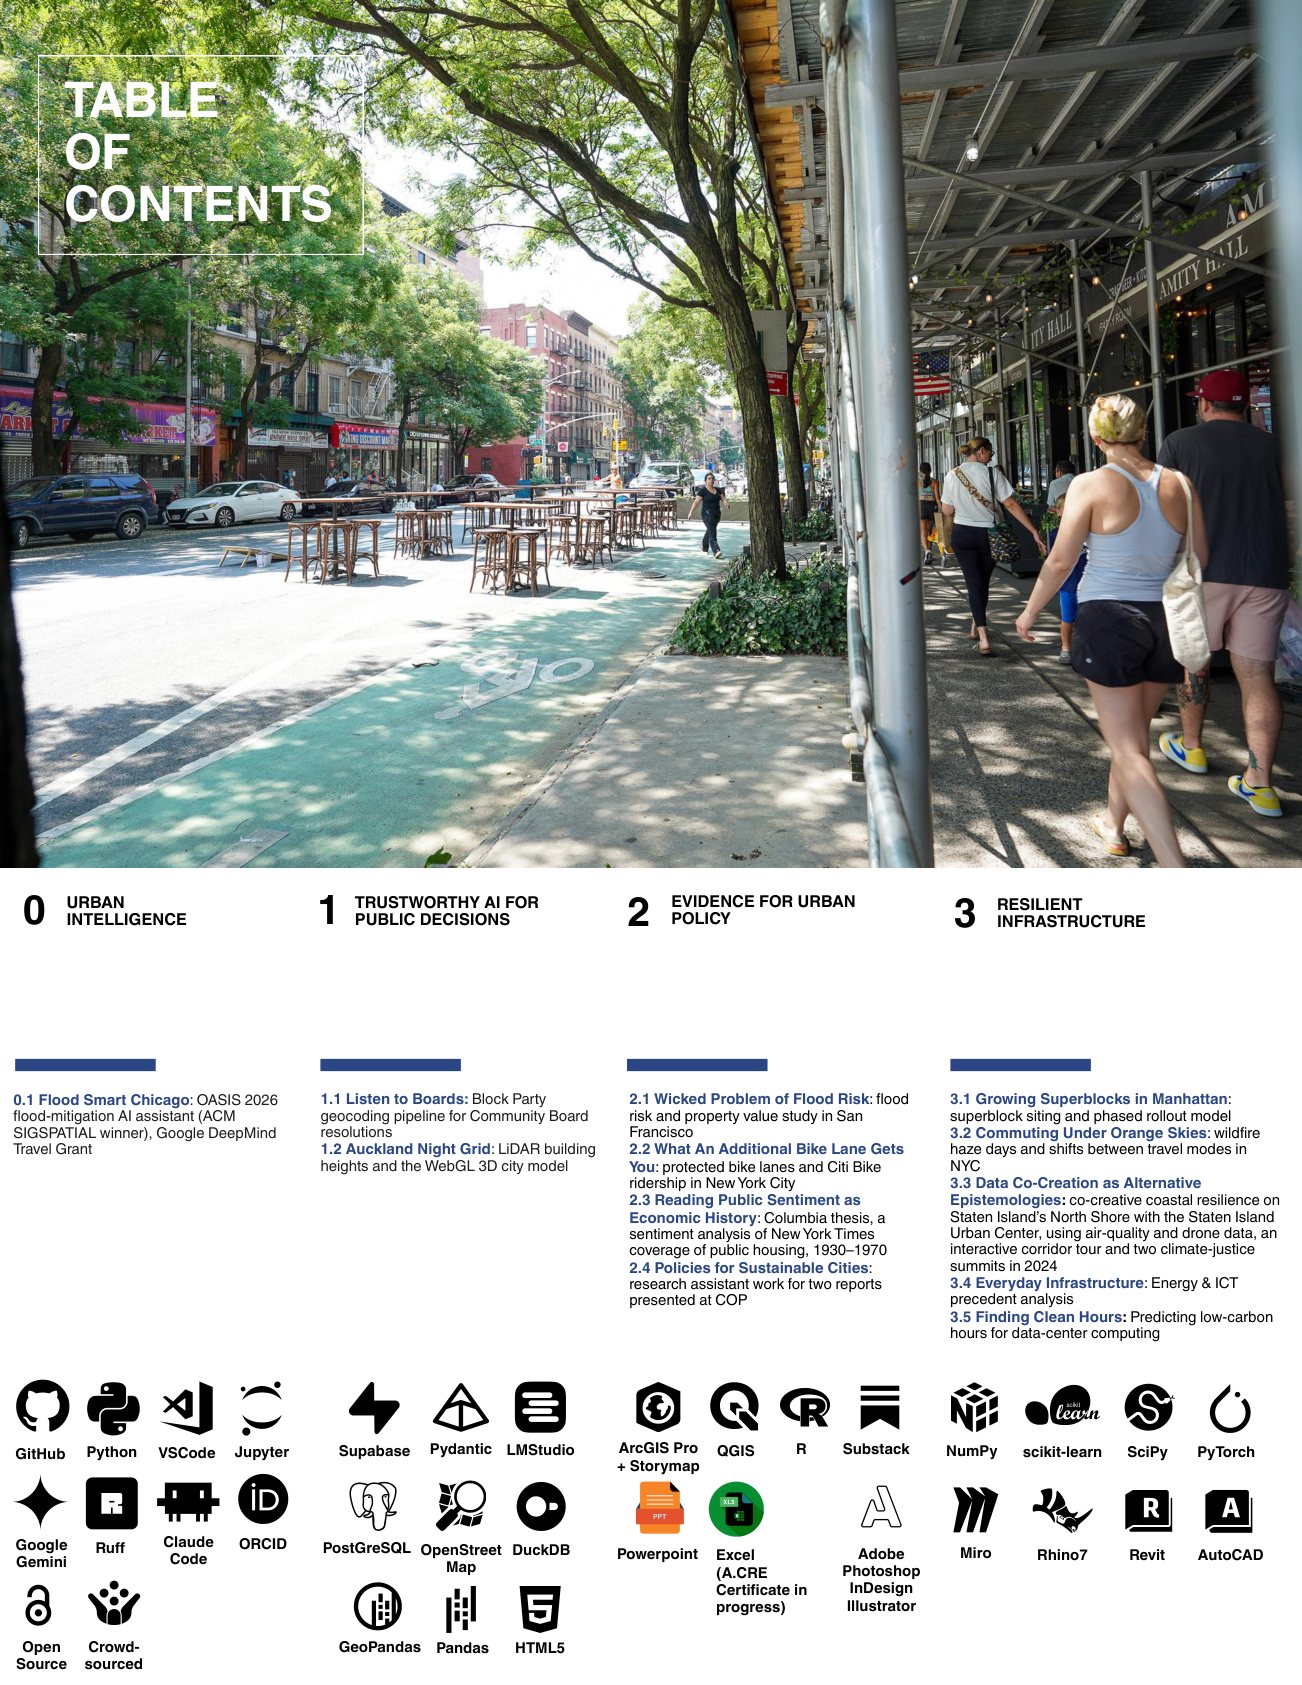 TABLE
OF
CONTENTS
AMITY HALL
ITY HALL
AM
0 URBAN
INTELLIGENCE
1 TRUSTWORTHY AI FOR
PUBLIC DECISIONS
2 EVIDENCE FOR URBAN
POLICY
3 RESILIENT
INFRASTRUCTURE
0.1 Flood Smart Chicago: OASIS 2026
flood-mitigation AI assistant (ACM
SIGSPATIAL winner), Google DeepMind
Travel Grant
1.1 Listen to Boards: Block Party
geocoding pipeline for Community Board
resolutions
1.2 Auckland Night Grid: LiDAR building
heights and the WebGL 3D city model
2.1 Wicked Problem of Flood Risk: flood
risk and property value study in San
Francisco
2.2 What An Additional Bike Lane Gets
You: protected bike lanes and Citi Bike
ridership in New York City
2.3 Reading Public Sentiment as
Economic History: Columbia thesis, a
sentiment analysis of New York Times
coverage of public housing, 1930–1970
2.4 Policies for Sustainable Cities:
research assistant work for two reports
presented at COP
3.1 Growing Superblocks in Manhattan:
superblock siting and phased rollout model
3.2 Commuting Under Orange Skies: wildfire
haze days and shifts between travel modes in
NYC
3.3 Data Co-Creation as Alternative
Epistemologies: co-creative coastal resilience on
Staten Island's North Shore with the Staten Island
Urban Center, using air-quality and drone data, an
interactive corridor tour and two climate-justice
summits in 2024
3.4 Everyday Infrastructure: Energy & ICT
precedent analysis
3.5 Finding Clean Hours: Predicting low-carbon
hours for data-center computing
GitHub
Python
VSCode
Jupyter
Google
Gemini
R
Ruff
Claude
Code
iD
ORCID
Open
Source
Crowd-
sourced
Supabase
Pydantic
LMStudio
PostGreSQL
OpenStreet
Map
DuckDB
GeoPandas
Pandas
5
HTML5
ArcGIS Pro
+ Storymap
QGIS
R
R
Substack
PPT
Powerpoint
XLS
Excel
(A.CRE
Certificate in
progress)
Adobe
Photoshop
InDesign
Illustrator
NumPy
scikit
learn
scikit-learn
SciPy
PyTorch
Miro
Rhino7
R
Revit
A
AutoCAD